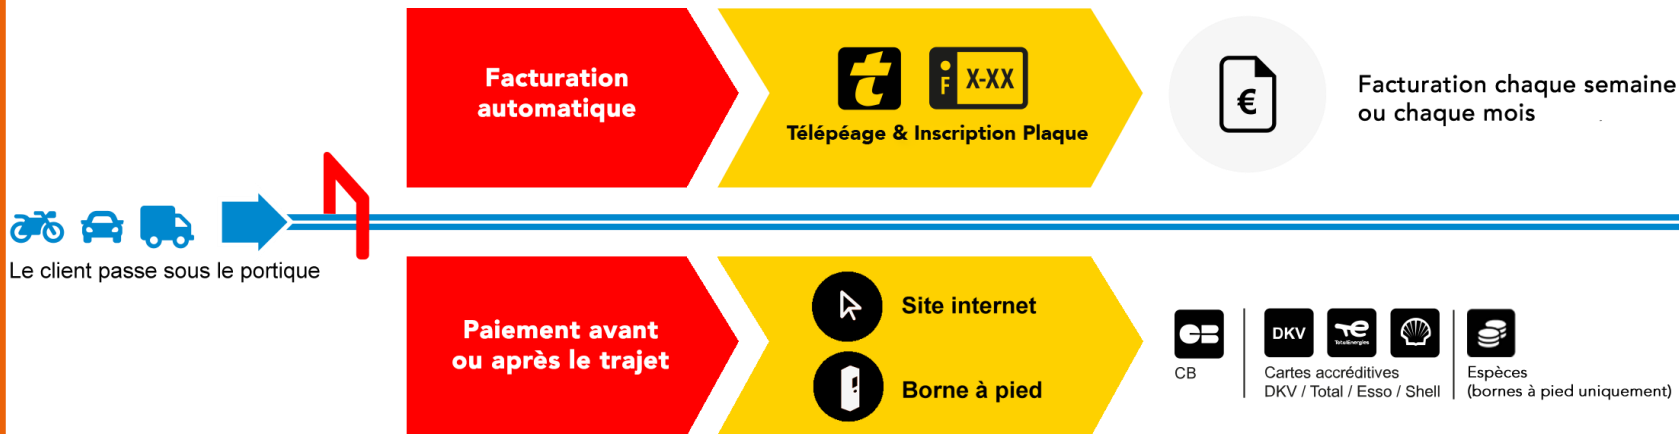 Facturation
automatique
t
F X-XX
Télépéage & Inscription Plaque
€
Facturation chaque semaine
ou chaque mois
Le client passe sous le portique
Paiement avant
ou après le trajet
Site internet
Borne à pied
CB
CB
DKV
TotalEnergies
Cartes accréditives
DKV / Total / Esso / Shell
Espèces
(bornes à pied uniquement)